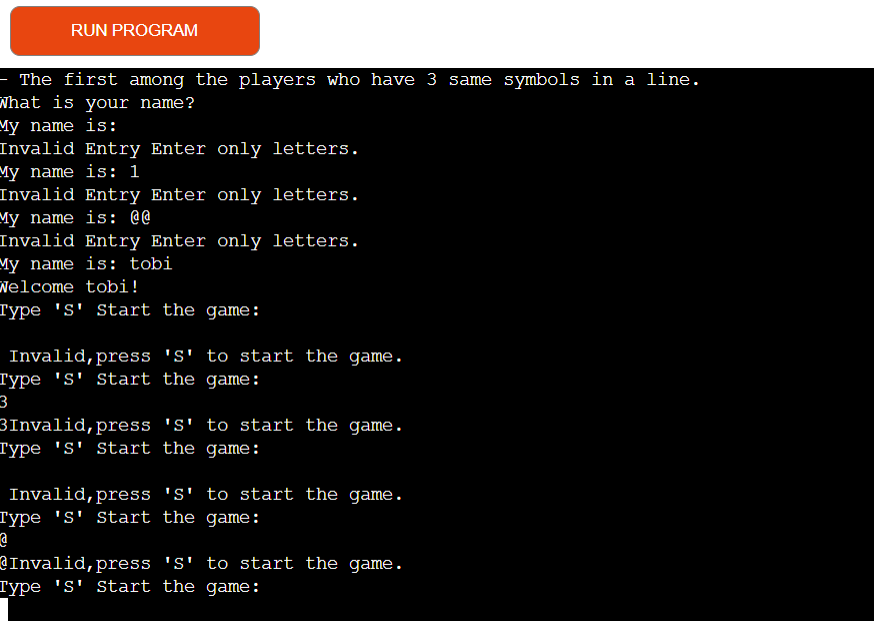 RUN PROGRAM
- The first among the players who have 3 same symbols in a line.
What is your name?
My name is:
Invalid Entry Enter only letters.
My name is: 1
Invalid Entry Enter only letters.
My name is: @@
Invalid Entry Enter only letters.
My name is: tobi
Welcome tobi!
Type 'S' Start the game:
Invalid,press 'S' to start the game.
Type 'S' Start the game:
3
3Invalid,press 'S' to start the game.
Type 'S' Start the game:
Invalid,press 'S' to start the game.
Type 'S' Start the game:
@
@Invalid,press 'S' to start the game.
Type 'S' Start the game: